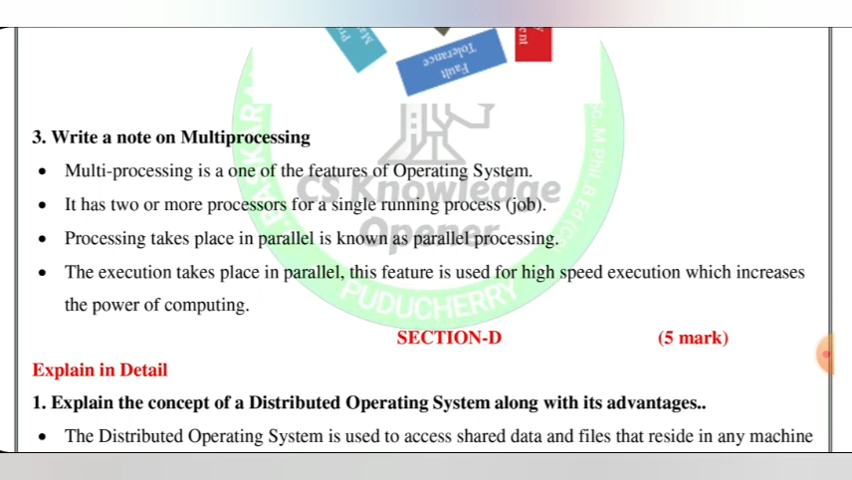 Fault
Tolerance
3. Write a note on Multiprocessing
• Multi-processing is a one of the features of Operating System.
• It has two or more processors for a single running process (job).
• Processing takes place in parallel is known as parallel processing.
• The execution takes place in parallel, this feature is used for high speed execution which increases
the power of computing.
SECTION-D (5 mark)
Explain in Detail
1. Explain the concept of a Distributed Operating System along with its advantages..
• The Distributed Operating System is used to access shared data and files that reside in any machine
CS Knowledge
Opener
PUDUCHERRY